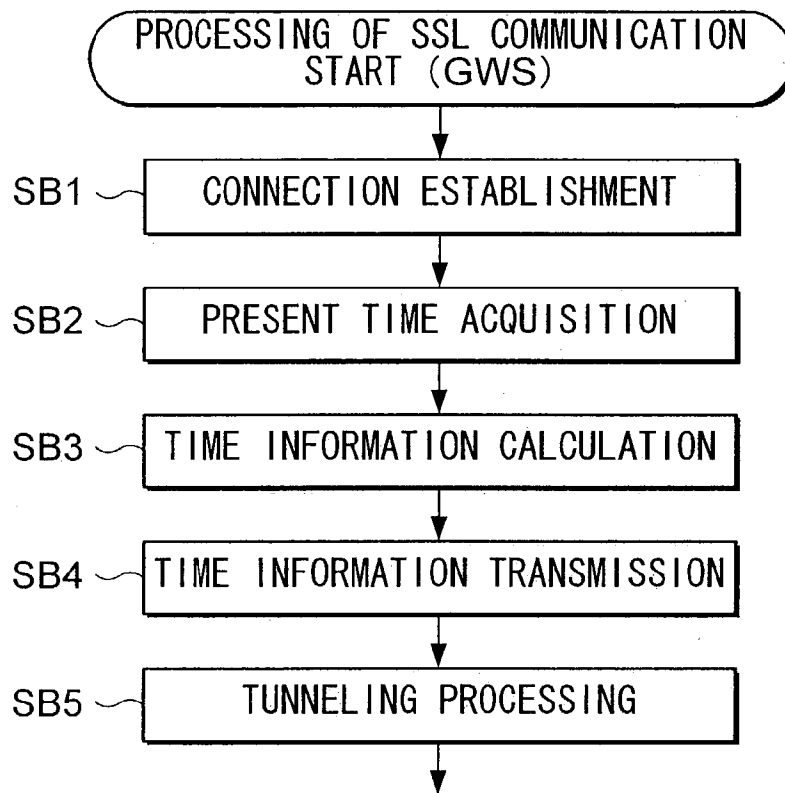 PROCESSING OF SSL COMMUNICATION
START (GWS)
SB1 CONNECTION ESTABLISHMENT
SB2 PRESENT TIME ACQUISITION
SB3 TIME INFORMATION CALCULATION
SB4 TIME INFORMATION TRANSMISSION
SB5 TUNNELING PROCESSING